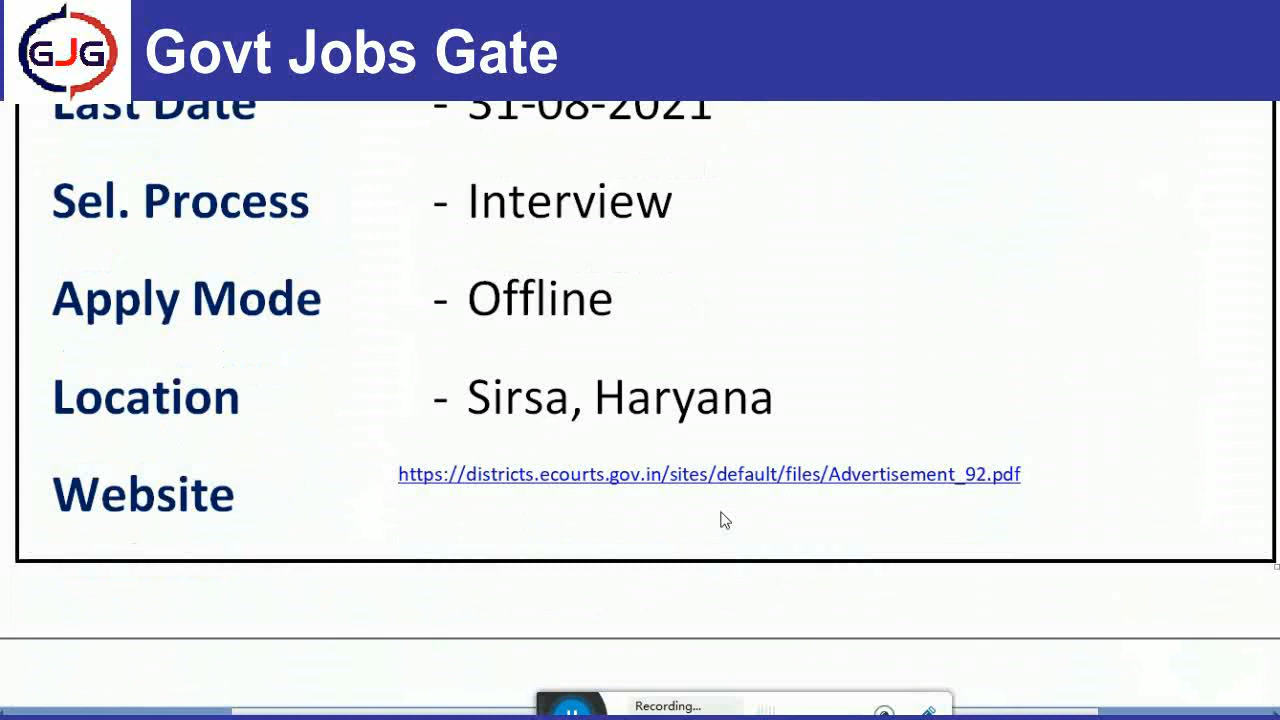 GJG Govt Jobs Gate
Last Date - 31-08-2021
Sel. Process - Interview
Apply Mode - Offline
Location - Sirsa, Haryana
Website https://districts.ecourts.gov.in/sites/default/files/Advertisement_92.pdf
Recording...